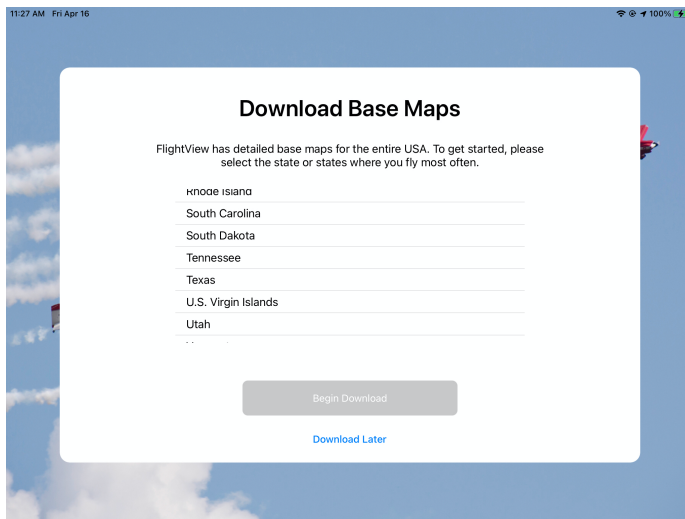 11:27 AM Fri Apr 16
100%
Download Base Maps
FlightView has detailed base maps for the entire USA. To get started, please
select the state or states where you fly most often.
Rhode Island
South Carolina
South Dakota
Tennessee
Texas
U.S. Virgin Islands
Utah
Begin Download
Download Later